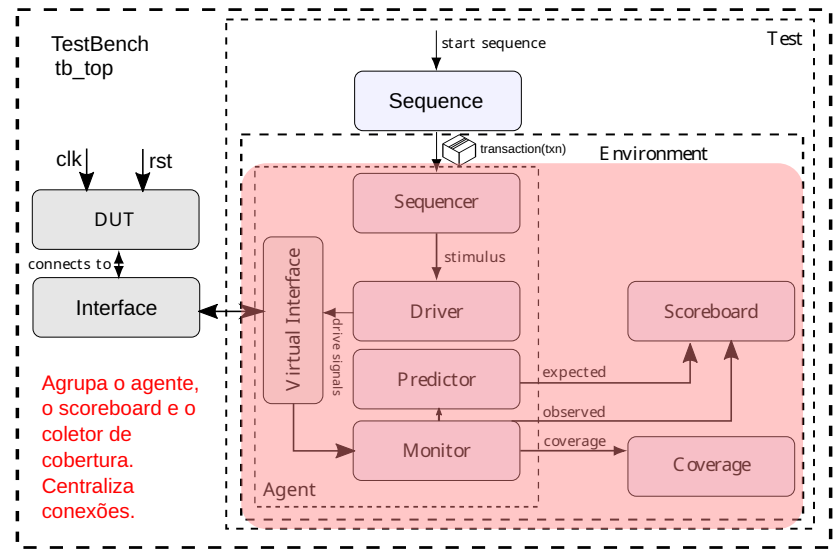 TestBench
tb_top
Test
start sequence
Sequence
transaction(txn)
Environment
clk
rst
DUT
connects to
Interface
Sequencer
stimulus
Virtual Interface
Driver
drive signals
Scoreboard
Predictor
expected
observed
Monitor
coverage
Coverage
Agent
Agrupa o agente,
o scoreboard e o
coletor de
cobertura.
Centraliza
conexões.